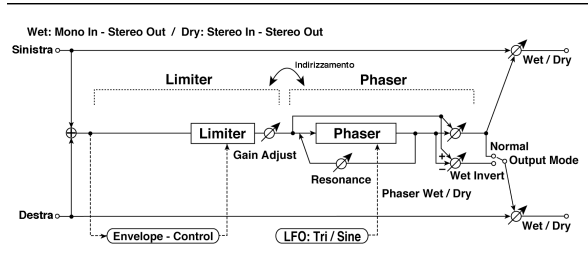 Wet: Mono In - Stereo Out / Dry: Stereo In - Stereo Out
Sinistra
Wet / Dry
Indirizzamento
Limiter
Phaser
Limiter
Phaser
Gain Adjust
Normal
Output Mode
+
−
Wet Invert
Resonance
Phaser Wet / Dry
Destra
Wet / Dry
Envelope - Control
LFO: Tri / Sine